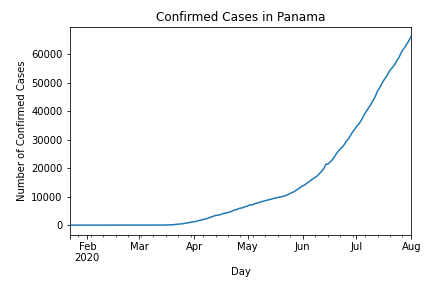 Confirmed Cases in Panama
Number of Confirmed Cases
60000
50000
40000
30000
20000
10000
0
Feb Mar Apr May Jun Jul Aug
2020
Day